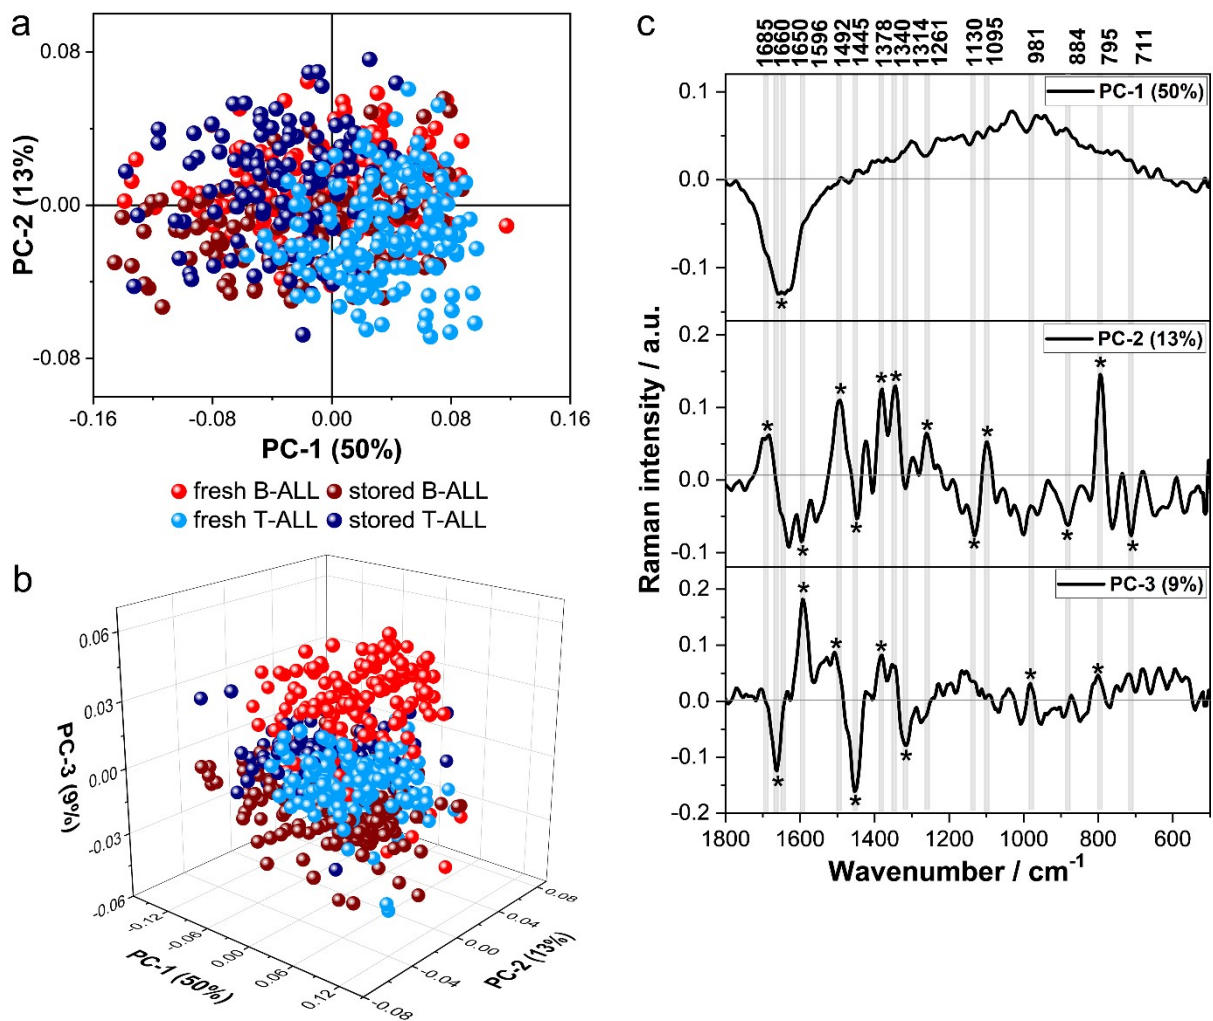 a
0.08
0.00
-0.08
PC-2 (13%)
-0.16
-0.08
0.00
0.08
0.16
PC-1 (50%)
fresh B-ALL
stored B-ALL
fresh T-ALL
stored T-ALL
b
0.06
0.03
0.00
-0.03
-0.06
PC-3 (9%)
-0.12
-0.06
0.00
0.06
0.12
PC-1 (50%)
-0.08
-0.04
0.00
0.04
0.08
PC-2 (13%)
c
1685
1660
1650
1596
1492
1445
1378
1340
1314
1261
1130
1095
981
884
795
711
PC-1 (50%)
0.1
0.0
-0.1
*
PC-2 (13%)
0.2
0.1
0.0
-0.1
* * * * * * *
* * * * *
PC-3 (9%)
0.2
0.1
0.0
-0.1
-0.2
* * * * *
* * *
Raman intensity / a.u.
1800
1600
1400
1200
1000
800
600
Wavenumber / cm⁻¹